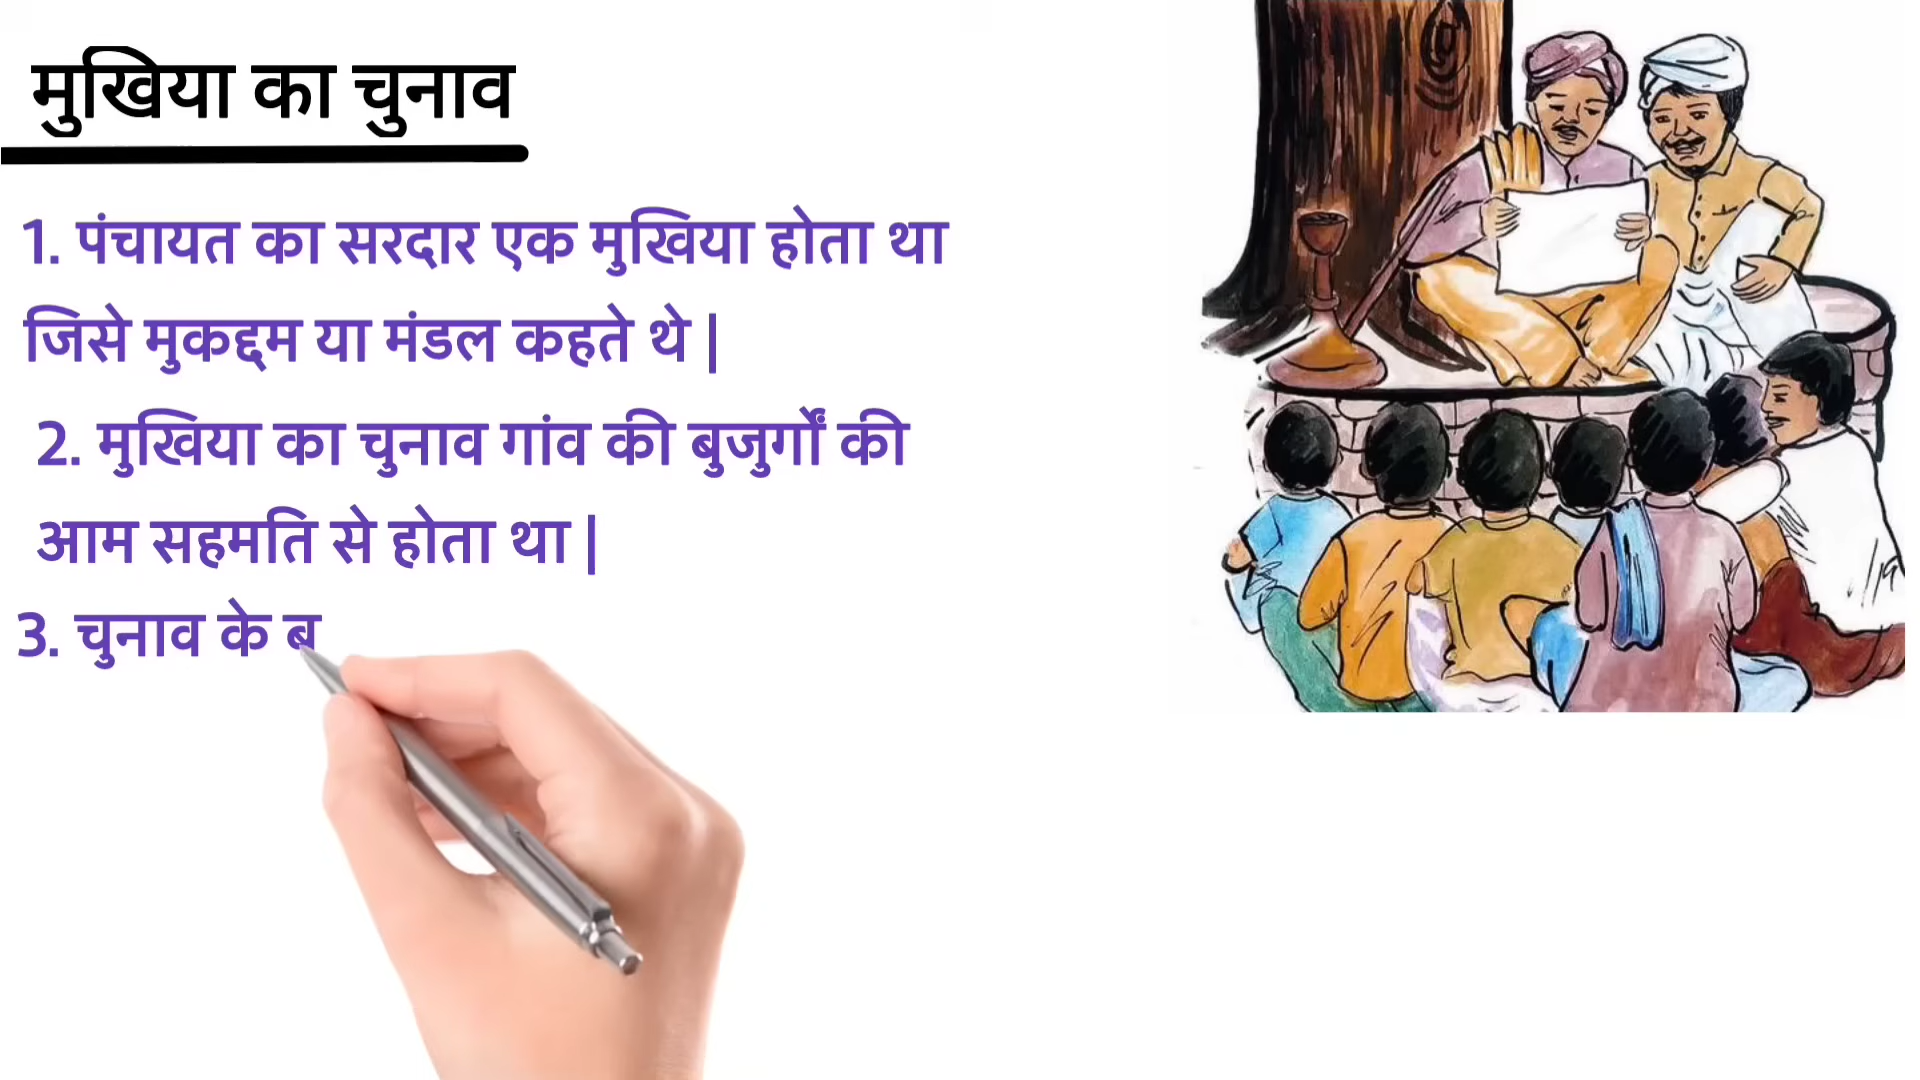 मुखिया का चुनाव
1. पंचायत का सरदार एक मुखिया होता था
जिसे मुकद्दम या मंडल कहते थे |
2. मुखिया का चुनाव गांव की बुजुर्गों की
आम सहमति से होता था |
3. चुनाव के ब